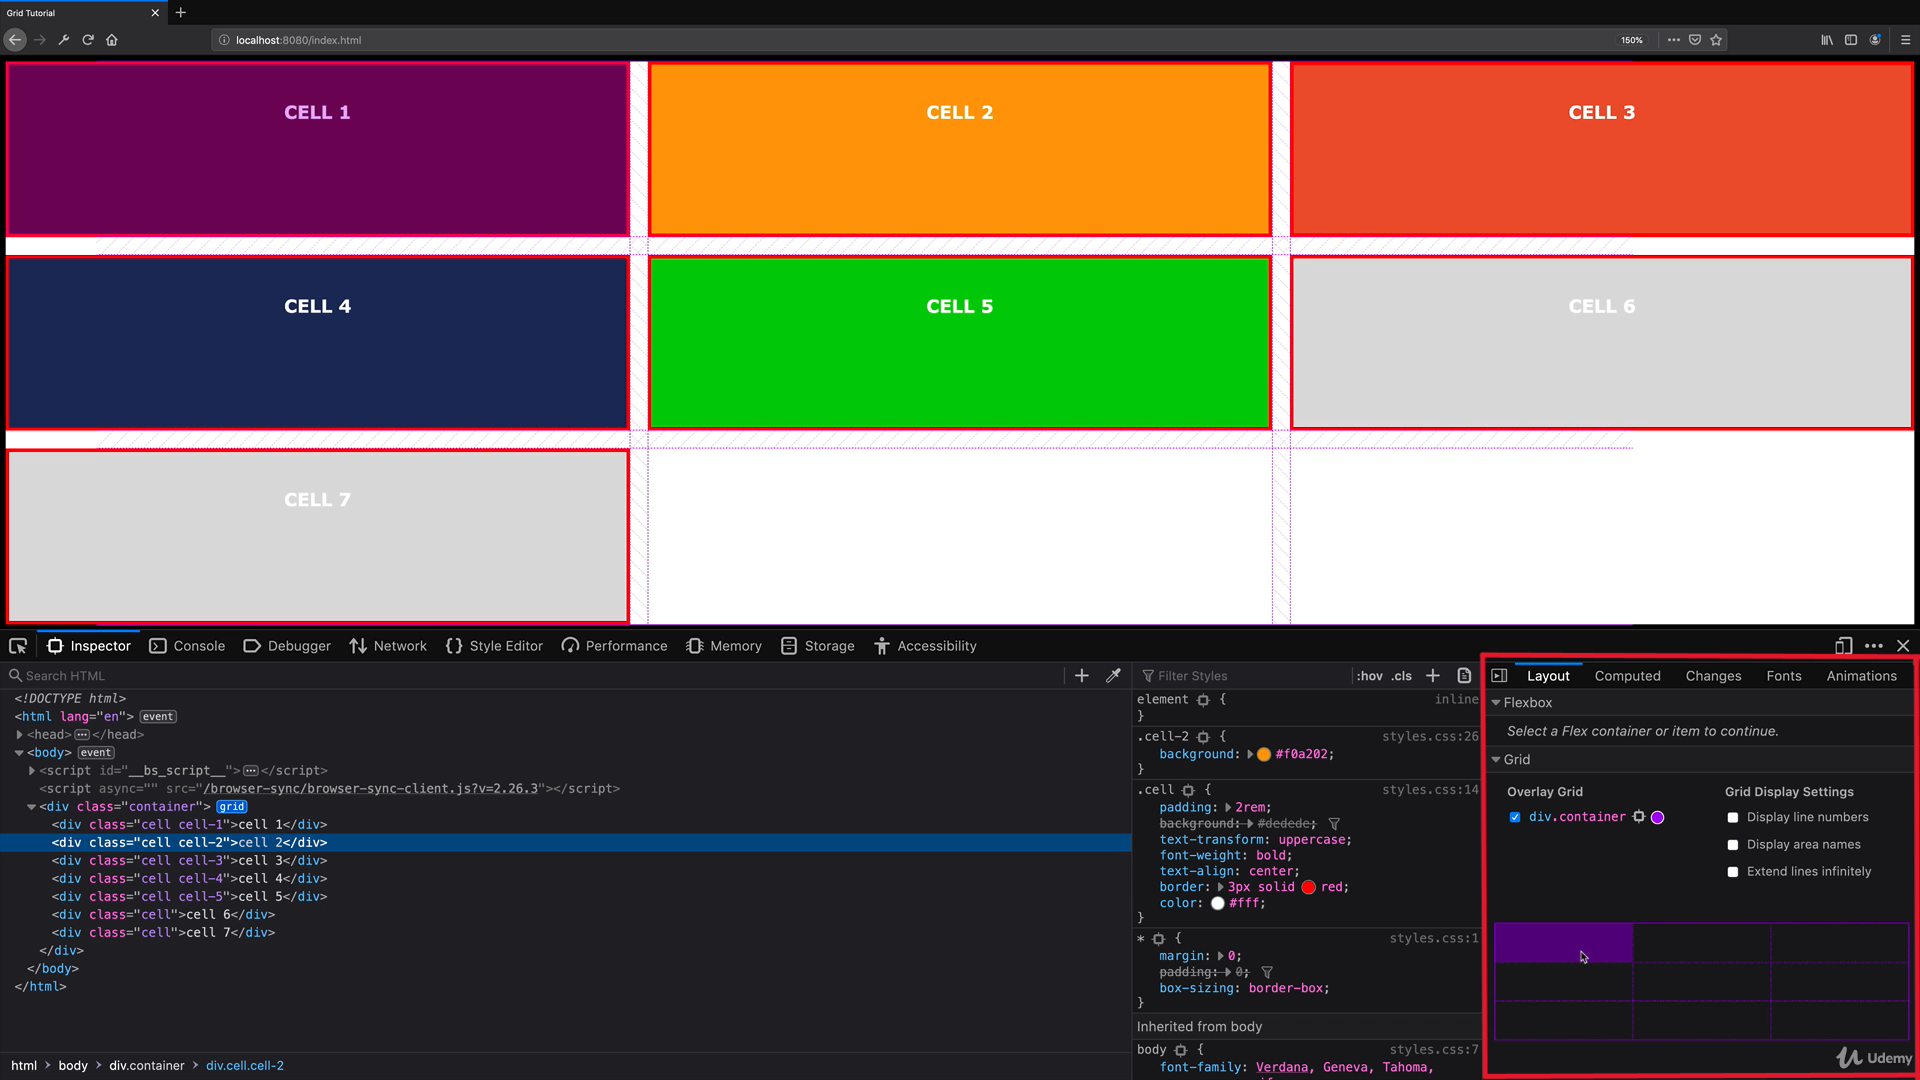 Grid Tutorial
localhost:8080/index.html
150%
CELL 1
CELL 2
CELL 3
CELL 4
CELL 5
CELL 6
CELL 7
Inspector
Console
Debugger
Network
Style Editor
Performance
Memory
Storage
Accessibility
Search HTML
<!DOCTYPE html>
<html lang="en"> event
<head></head>
<body> event
<script id="__bs_script__"></script>
<script async="" src="/browser-sync/browser-sync-client.js?v=2.26.3"></script>
<div class="container"> grid
<div class="cell cell-1">cell 1</div>
<div class="cell cell-2">cell 2</div>
<div class="cell cell-3">cell 3</div>
<div class="cell cell-4">cell 4</div>
<div class="cell cell-5">cell 5</div>
<div class="cell">cell 6</div>
<div class="cell">cell 7</div>
</div>
</body>
</html>
html > body > div.container > div.cell.cell-2
Filter Styles
:hov .cls
element { inline
}
.cell-2 { styles.css:26
background: #f0a202;
}
.cell { styles.css:14
padding: 2rem;
background: #dedede;
text-transform: uppercase;
font-weight: bold;
text-align: center;
border: 3px solid red;
color: #fff;
}
* { styles.css:1
margin: 0;
padding: 0;
box-sizing: border-box;
}
Inherited from body
body { styles.css:7
font-family: Verdana, Geneva, Tahoma,
Layout
Computed
Changes
Fonts
Animations
Flexbox
Select a Flex container or item to continue.
Grid
Overlay Grid
div.container
Grid Display Settings
Display line numbers
Display area names
Extend lines infinitely
Udemy